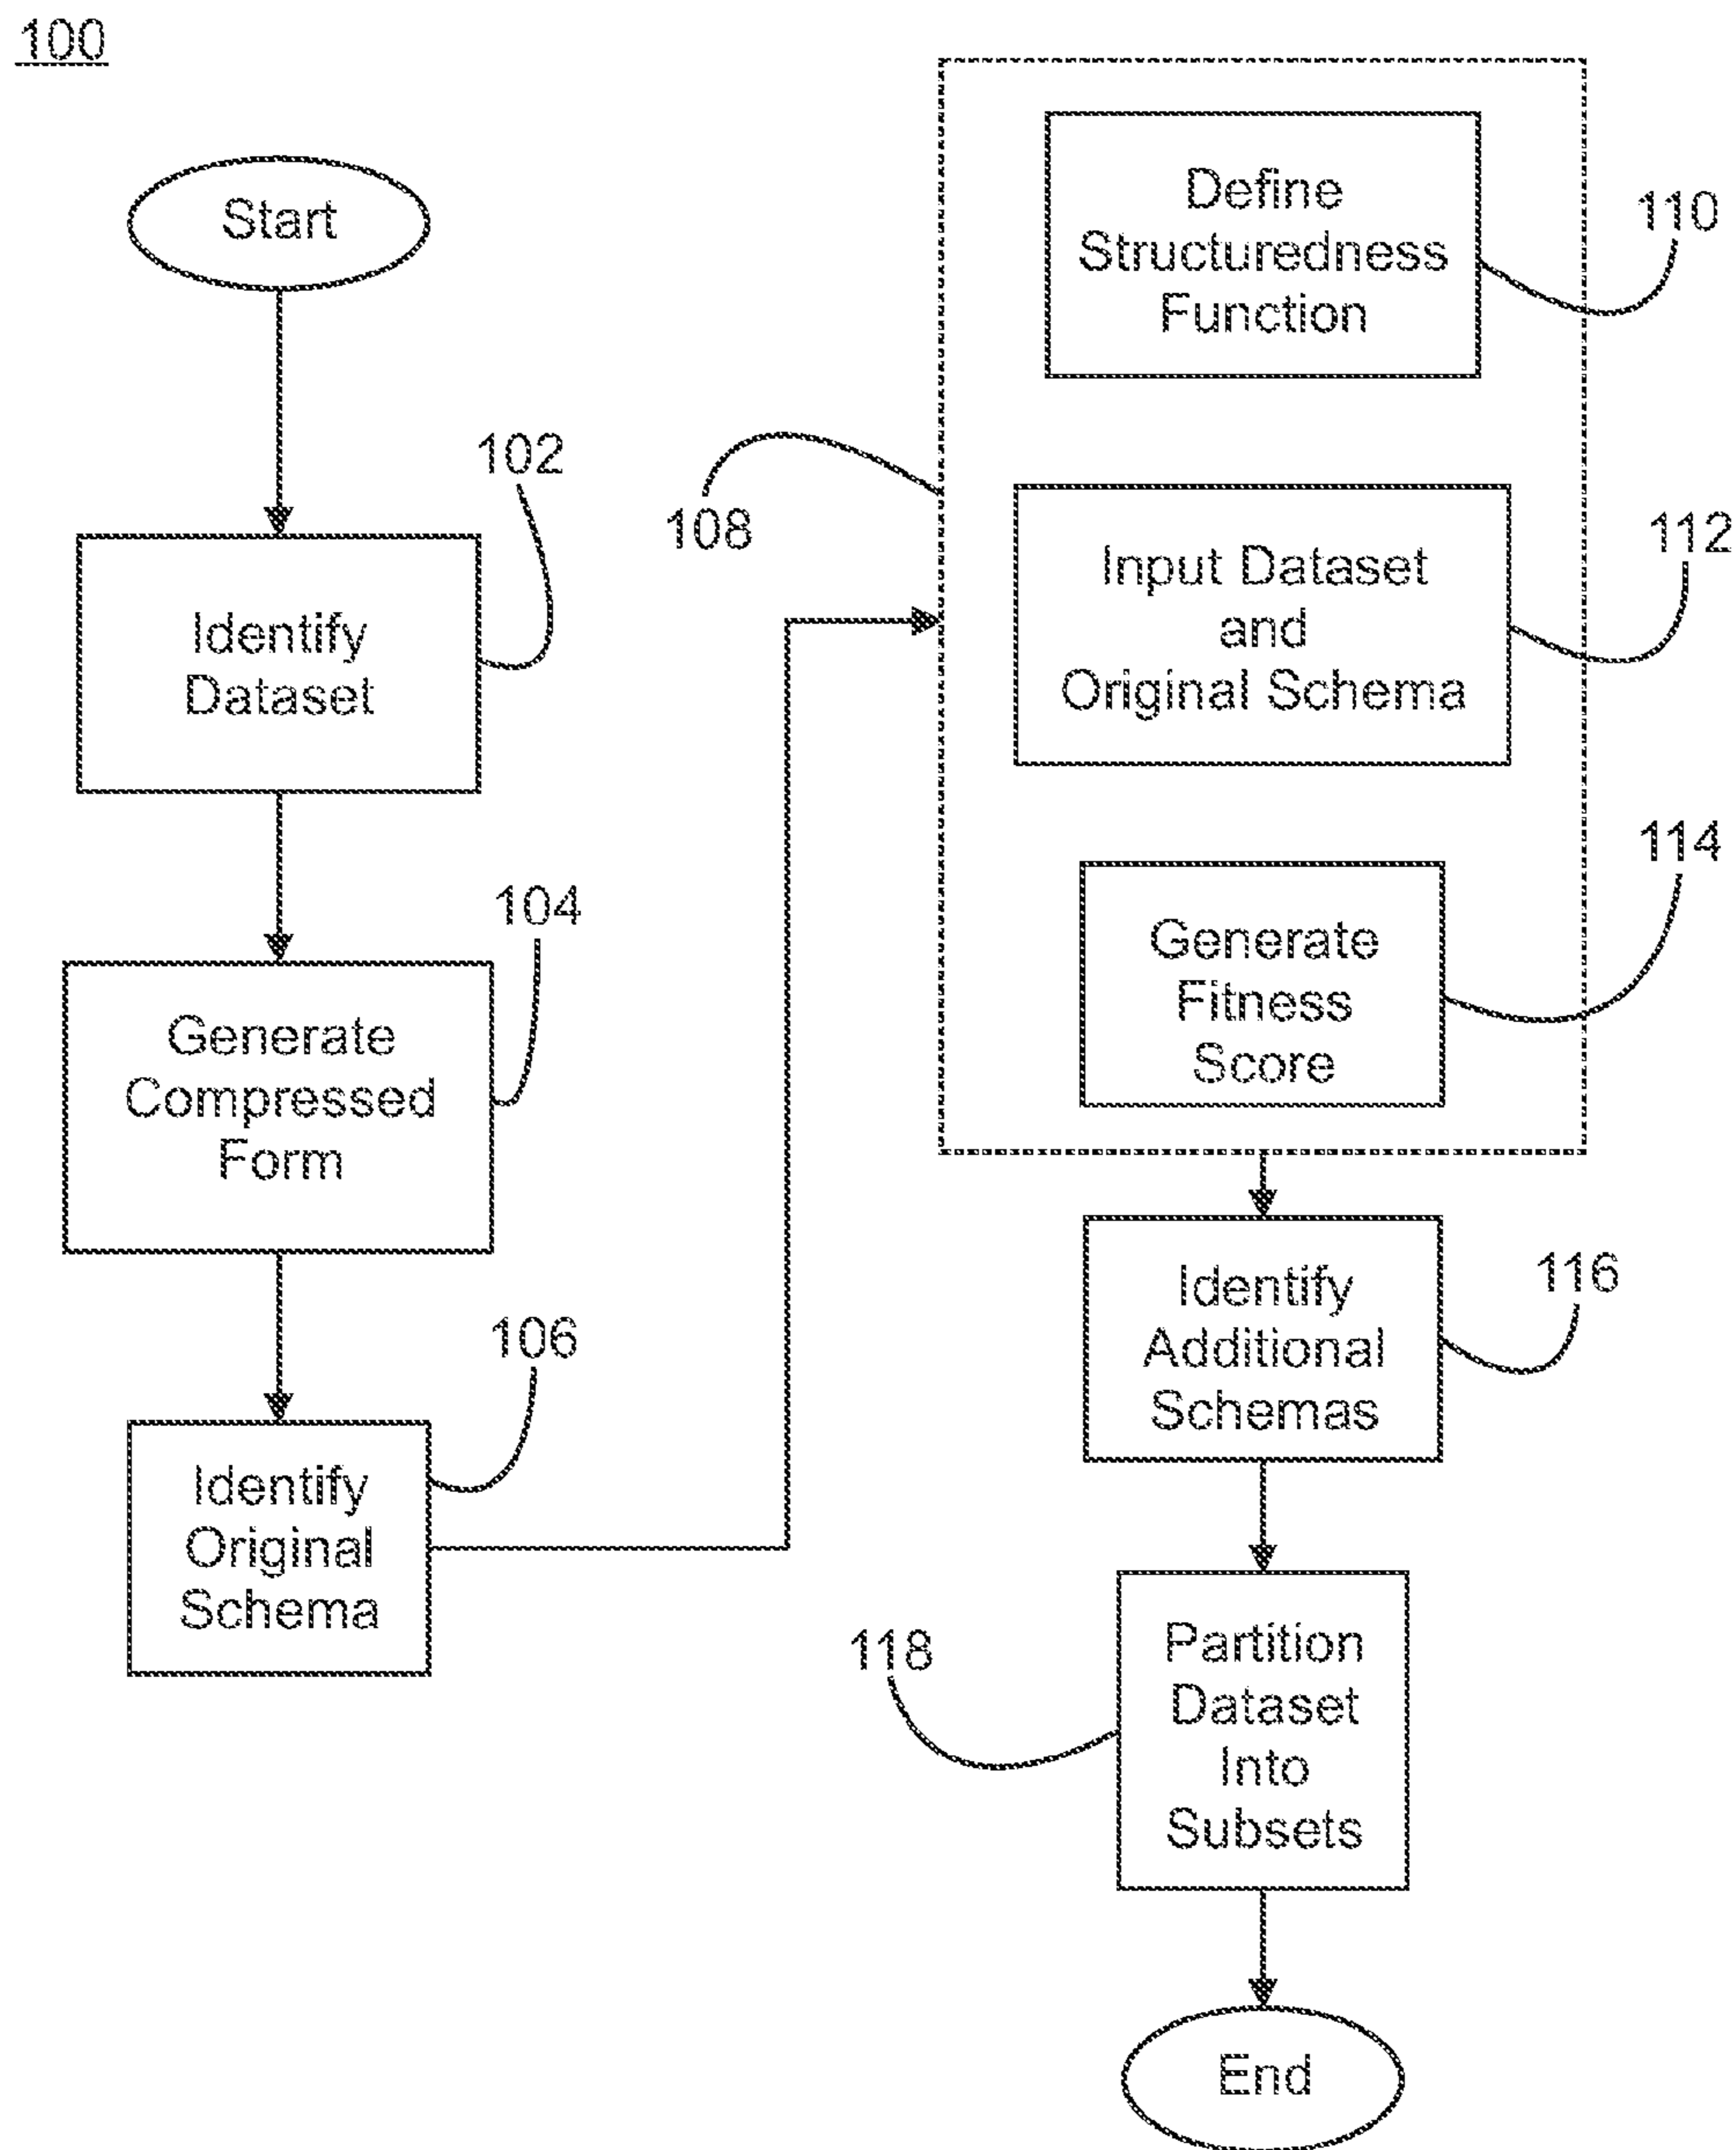 100
Start
102
Identify
Dataset
104
Generate
Compressed
Form
106
Identify
Original
Schema
108
Define
Structuredness
Function
110
Input Dataset
and
Original Schema
112
Generate
Fitness
Score
114
Identify
Additional
Schemas
116
Partition
Dataset
Into
Subsets
118
End